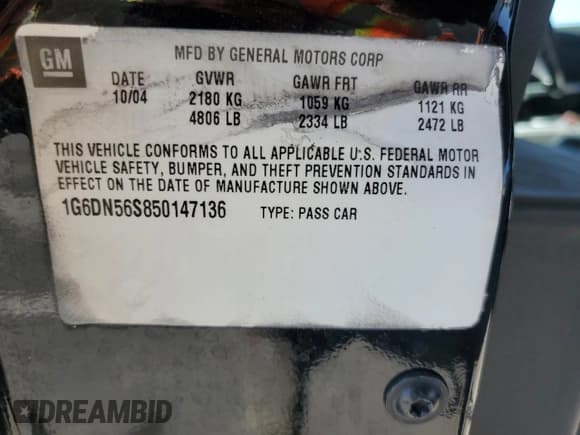 GM
MFD BY GENERAL MOTORS CORP
DATE GVWR GAWR FRT GAWR RR
10/04 2180 KG 1059 KG 1121 KG
4806 LB 2334 LB 2472 LB
THIS VEHICLE CONFORMS TO ALL APPLICABLE U.S. FEDERAL MOTOR
VEHICLE SAFETY, BUMPER, AND THEFT PREVENTION STANDARDS IN
EFFECT ON THE DATE OF MANUFACTURE SHOWN ABOVE.
1G6DN56S850147136 TYPE: PASS CAR
DREAMBID